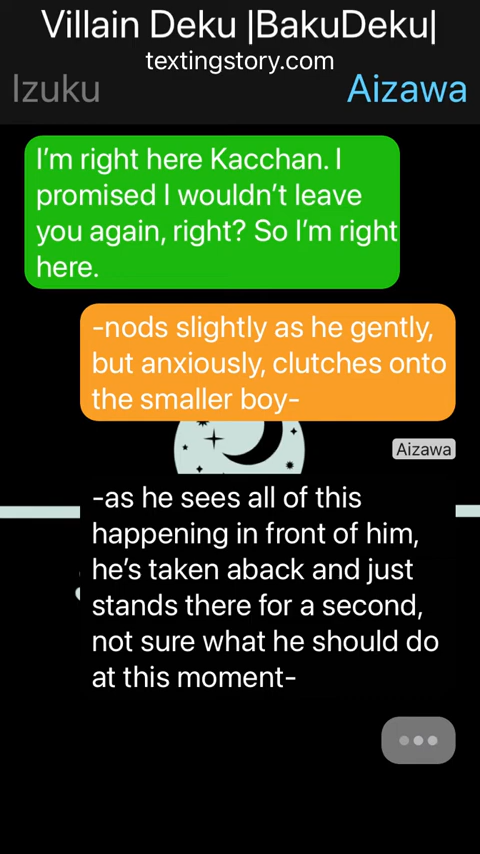 Villain Deku |BakuDeku|
textingstory.com
Izuku
Aizawa
I’m right here Kacchan. I
promised I wouldn’t leave
you again, right? So I’m right
here.
-nods slightly as he gently,
but anxiously, clutches onto
the smaller boy-
Aizawa
-as he sees all of this
happening in front of him,
he’s taken aback and just
stands there for a second,
not sure what he should do
at this moment-